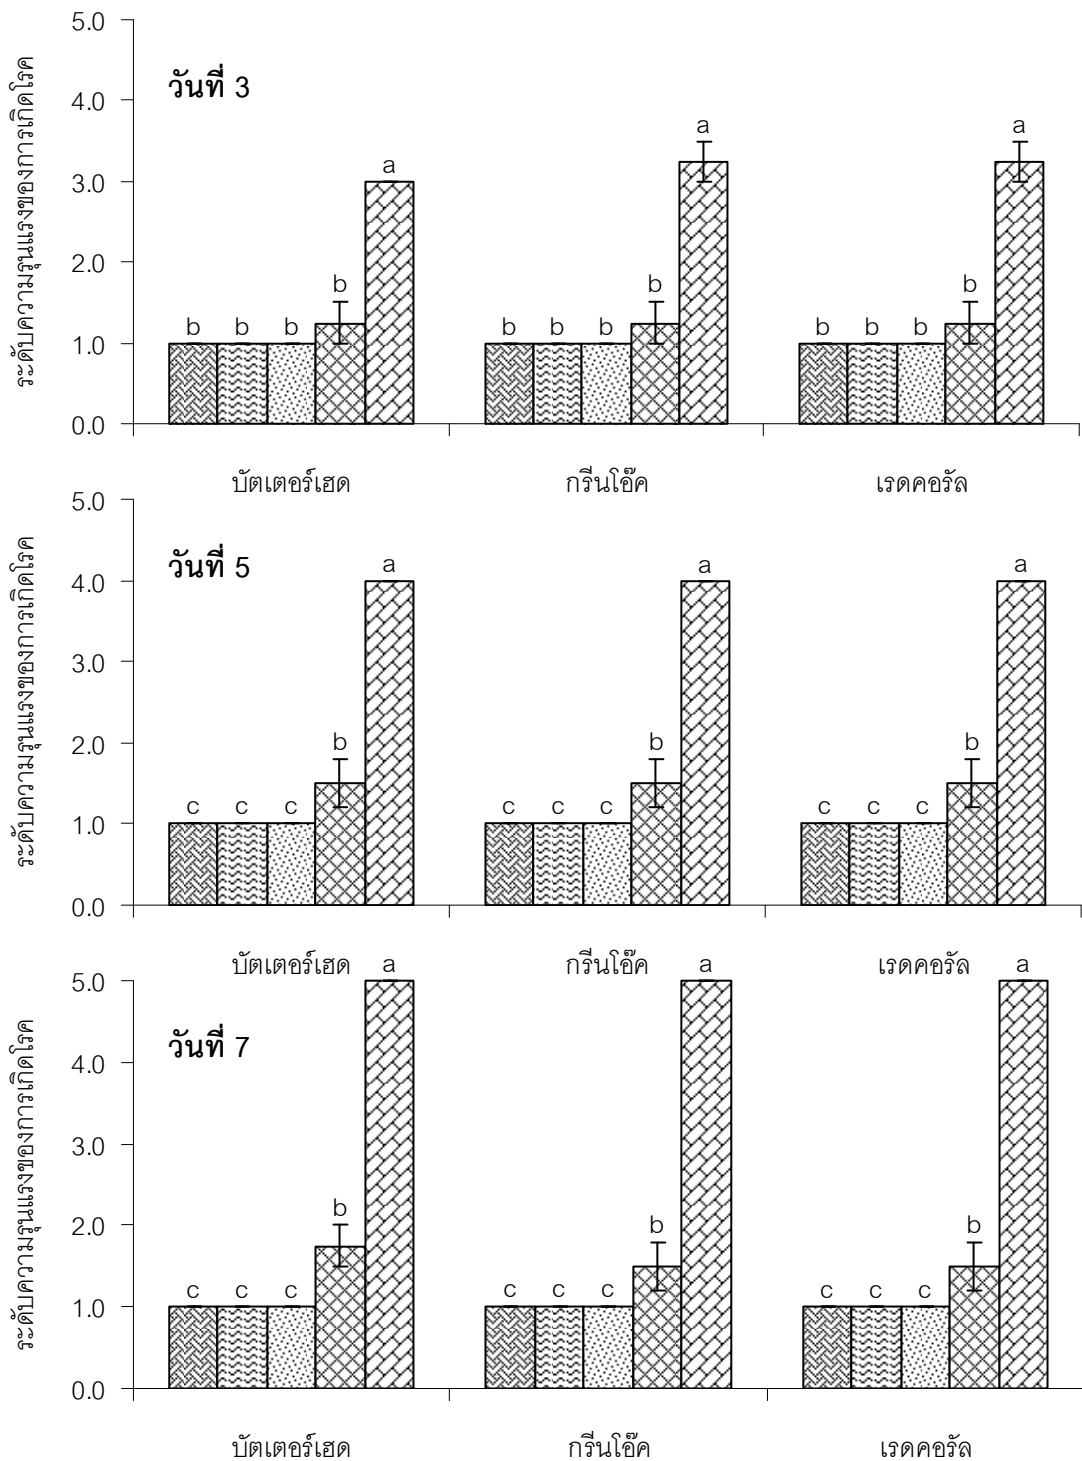 ระดับความรุนแรงของการเกิดโรค
5.0
4.0
3.0
2.0
1.0
0.0
วันที่ 3
b b b b a
b b b b a
b b b b a
บัตเตอร์เฮด กรีนโอ๊ค เรดคอรัล
ระดับความรุนแรงของการเกิดโรค
5.0
4.0
3.0
2.0
1.0
0.0
วันที่ 5
c c c b a
c c c b a
c c c b a
บัตเตอร์เฮด กรีนโอ๊ค เรดคอรัล
ระดับความรุนแรงของการเกิดโรค
5.0
4.0
3.0
2.0
1.0
0.0
วันที่ 7
c c c b a
c c c b a
c c c b a
บัตเตอร์เฮด กรีนโอ๊ค เรดคอรัล